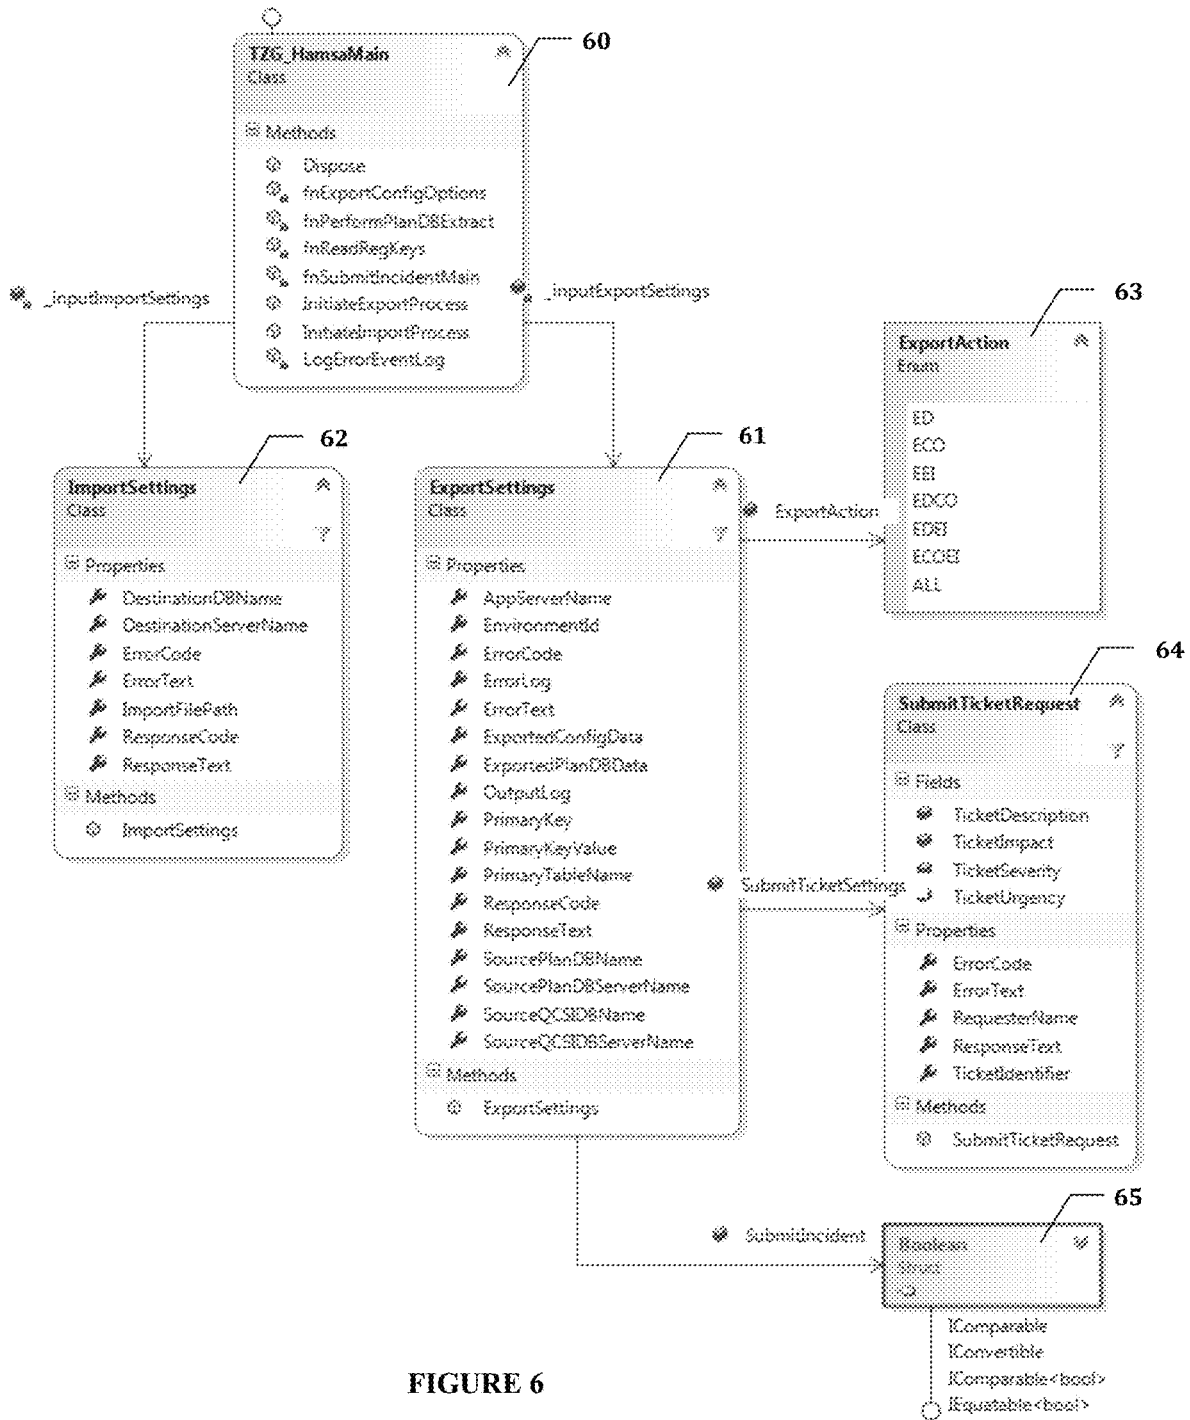 TZG_HamsaMain
60
Class
Methods
Dispose
fnExportConfigOptions
fnPerformPlanDBExtract
fnReadRegKeys
fnSubmitIncidentMain
InitiateExportProcess
InitiateImportProcess
LogErrorEventLog
_inputImportSettings
_inputExportSettings
62
ImportSettings
Class
Properties
DestinationDBName
DestinationServerName
ErrorCode
ErrorText
ImportFilePath
ResponseCode
ResponseText
Methods
ImportSettings
61
ExportSettings
Class
Properties
AppServerName
EnvironmentId
ErrorCode
ErrorLog
ErrorText
ExportedConfigData
ExportedPlanDBData
OutputLog
PrimaryKey
PrimaryKeyValue
PrimaryTableName
ResponseCode
ResponseText
SourcePlanDBName
SourcePlanDBServerName
SourceQCSIDBName
SourceQCSIDBServerName
Methods
ExportSettings
ExportAction
63
ExportAction
Enum
ED
ECO
EEI
EDCO
EDEI
ECOEI
ALL
SubmitTicketSettings
64
SubmitTicketRequest
Class
Fields
TicketDescription
TicketImpact
TicketSeverity
TicketUrgency
Properties
ErrorCode
ErrorText
RequesterName
ResponseText
TicketIdentifier
Methods
SubmitTicketRequest
SubmitIncident
65
Boolean
Struct
IComparable
IConvertible
IComparable<bool>
IEquatable<bool>
FIGURE 6